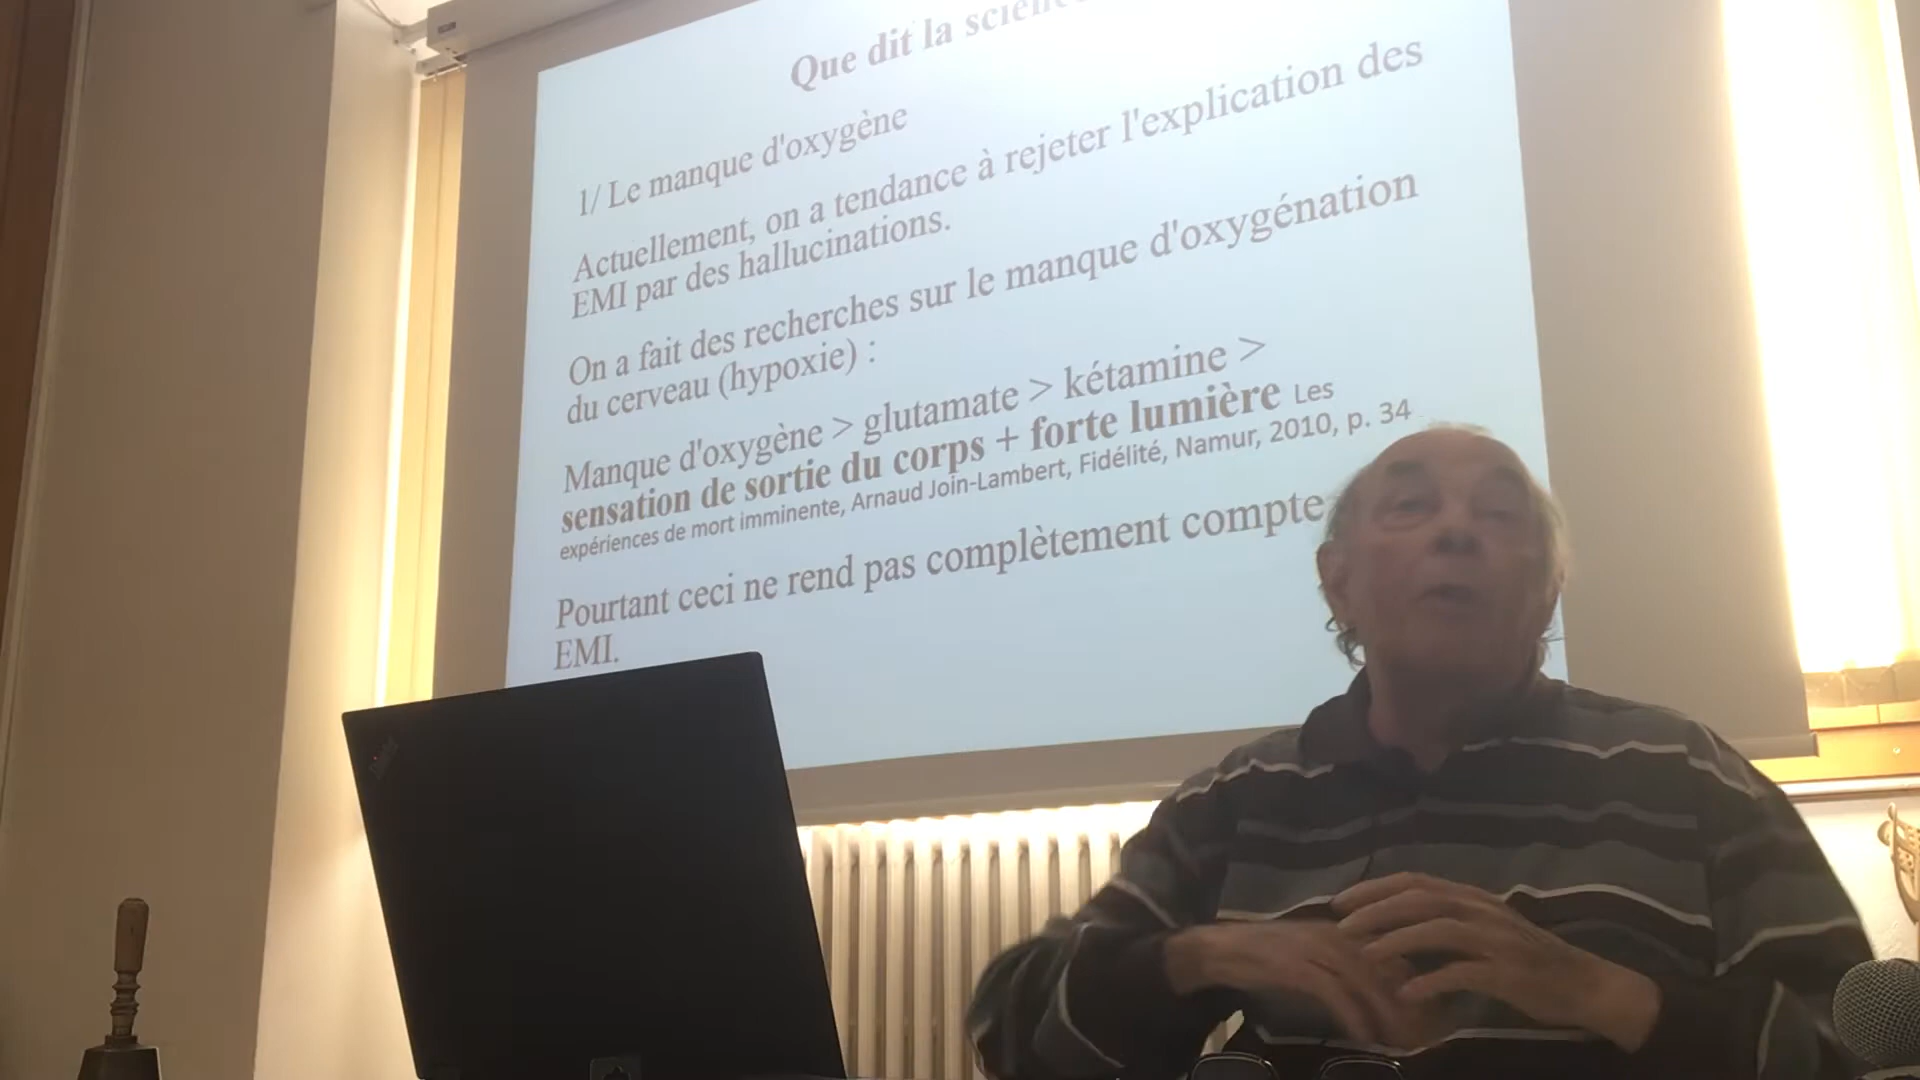 Que dit la
1/ Le manque d'oxygène
Actuellement, on a tendance à rejeter l'explication des
EMI par des hallucinations.
On a fait des recherches sur le manque d'oxygénation
du cerveau (hypoxie) :
Manque d'oxygène > glutamate > kétamine >
sensation de sortie du corps + forte lumière Les
expériences de mort imminente, Arnaud Join-Lambert, Fidélité, Namur, 2010, p. 34
Pourtant ceci ne rend pas complètement compte
EMI.